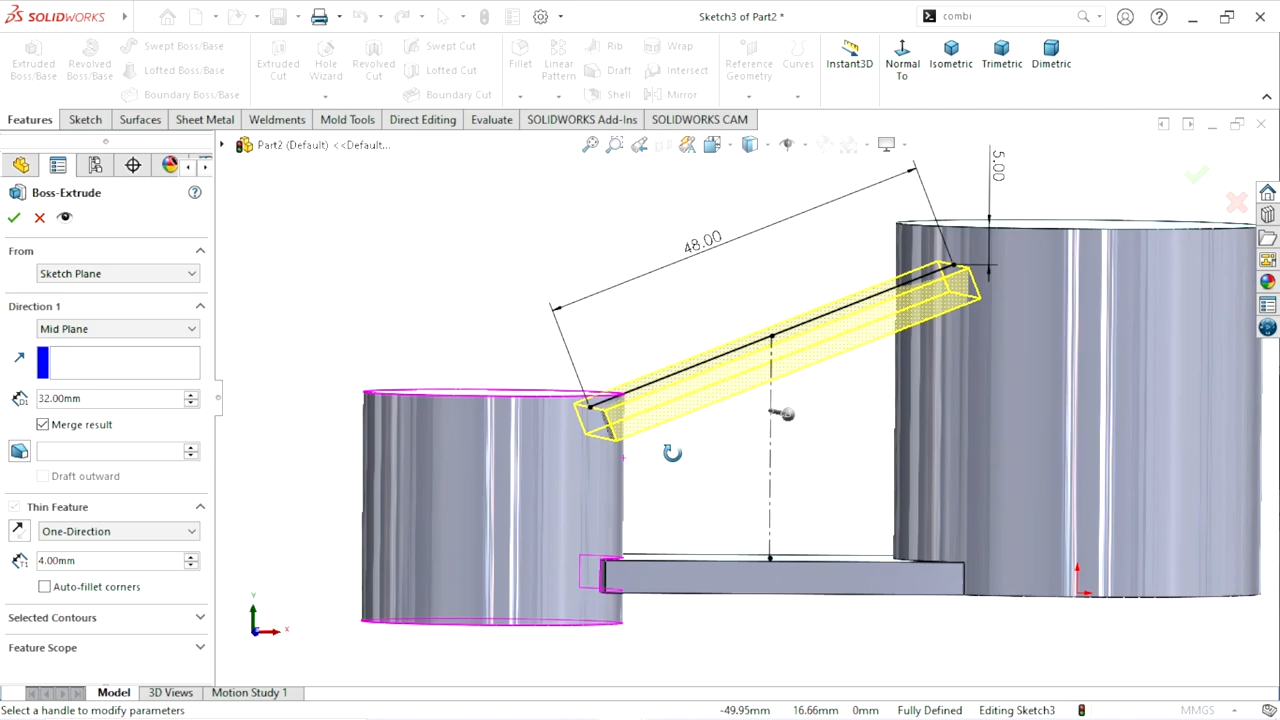 SOLIDWORKS
Sketch3 of Part2 *
combi
Extruded Boss/Base
Revolved Boss/Base
Swept Boss/Base
Lofted Boss/Base
Boundary Boss/Base
Extruded Cut
Hole Wizard
Revolved Cut
Swept Cut
Lofted Cut
Boundary Cut
Fillet
Linear Pattern
Rib
Draft
Shell
Wrap
Intersect
Mirror
Reference Geometry
Curves
Instant3D
Normal To
Isometric
Trimetric
Dimetric
Features
Sketch
Surfaces
Sheet Metal
Weldments
Mold Tools
Direct Editing
Evaluate
SOLIDWORKS Add-Ins
SOLIDWORKS CAM
Part2 (Default) <<Default...
Boss-Extrude
From
Sketch Plane
Direction 1
Mid Plane
32.00mm
Merge result
Draft outward
Thin Feature
One-Direction
4.00mm
Auto-fillet corners
Selected Contours
Feature Scope
48.00
5.00
Y
X
Model
3D Views
Motion Study 1
Select a handle to modify parameters
-49.95mm
16.66mm
0mm
Fully Defined
Editing Sketch3
MMGS